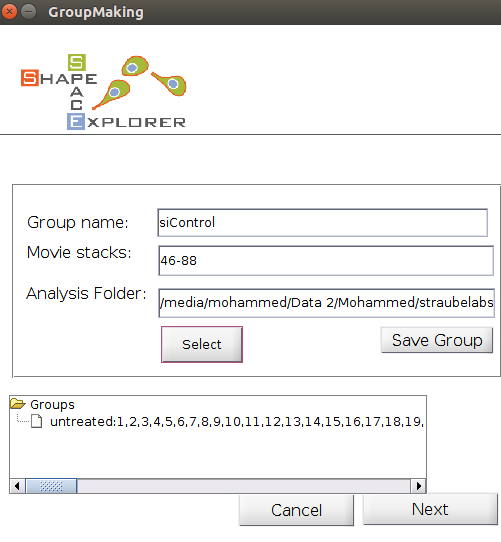 GroupMaking
SHAPE
SPACE
EXPLORER
Group name:
siControl
Movie stacks:
46-88
Analysis Folder:
/media/mohammed/Data 2/Mohammed/straubelabs
Select
Save Group
Groups
untreated:1,2,3,4,5,6,7,8,9,10,11,12,13,14,15,16,17,18,19,
Cancel
Next